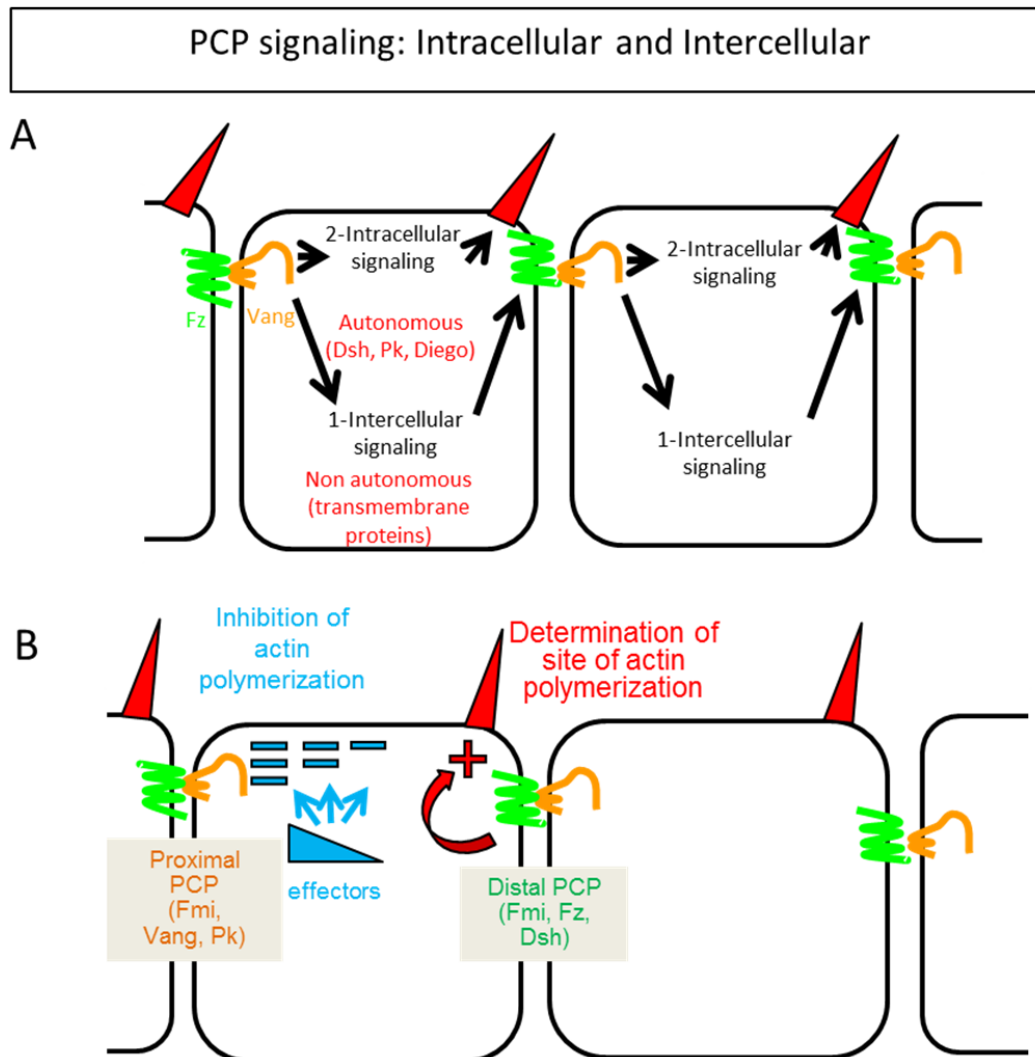 PCP signaling: Intracellular and Intercellular
A
2-Intracellular
signaling
2-Intracellular
signaling
Fz
Vang
Autonomous
(Dsh, Pk, Diego)
1-Intercellular
signaling
1-Intercellular
signaling
Non autonomous
(transmembrane
proteins)
B
Inhibition of
actin
polymerization
Determination of
site of actin
polymerization
Proximal
PCP
(Fmi,
Vang, Pk)
effectors
Distal PCP
(Fmi, Fz,
Dsh)